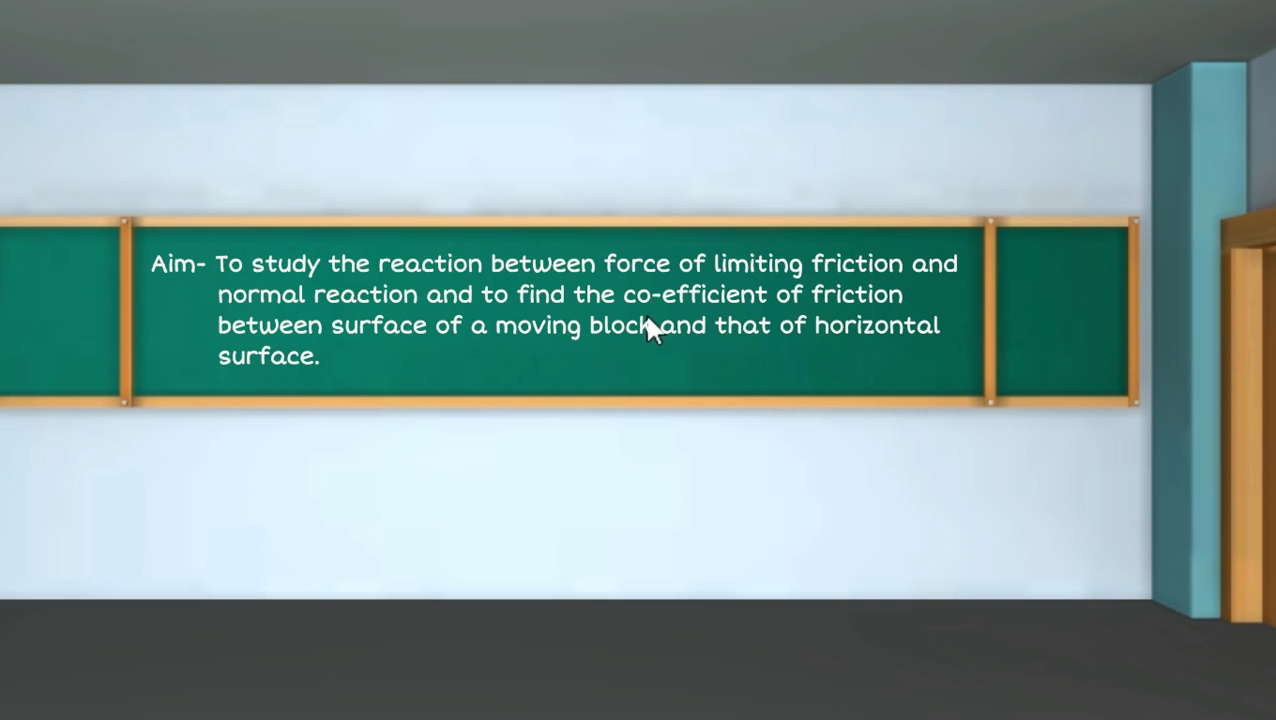 Aim- To study the reaction between force of limiting friction and
normal reaction and to find the co-efficient of friction
between surface of a moving block and that of horizontal
surface.